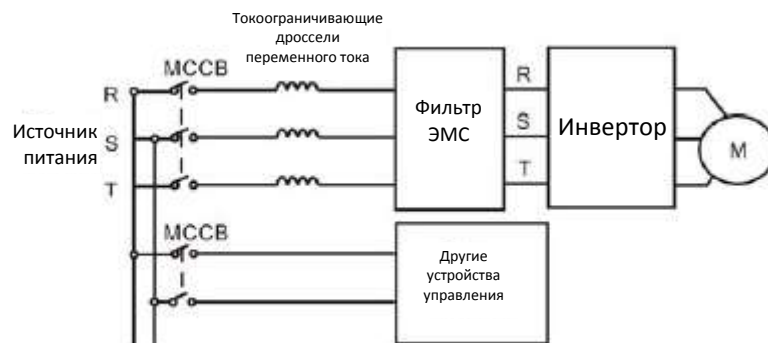 Токоограничивающие
дроссели
переменного тока
MCCB
R
Источник
питания
S
T
Фильтр
ЭМС
R
S
T
Инвертор
M
MCCB
Другие
устройства
управления